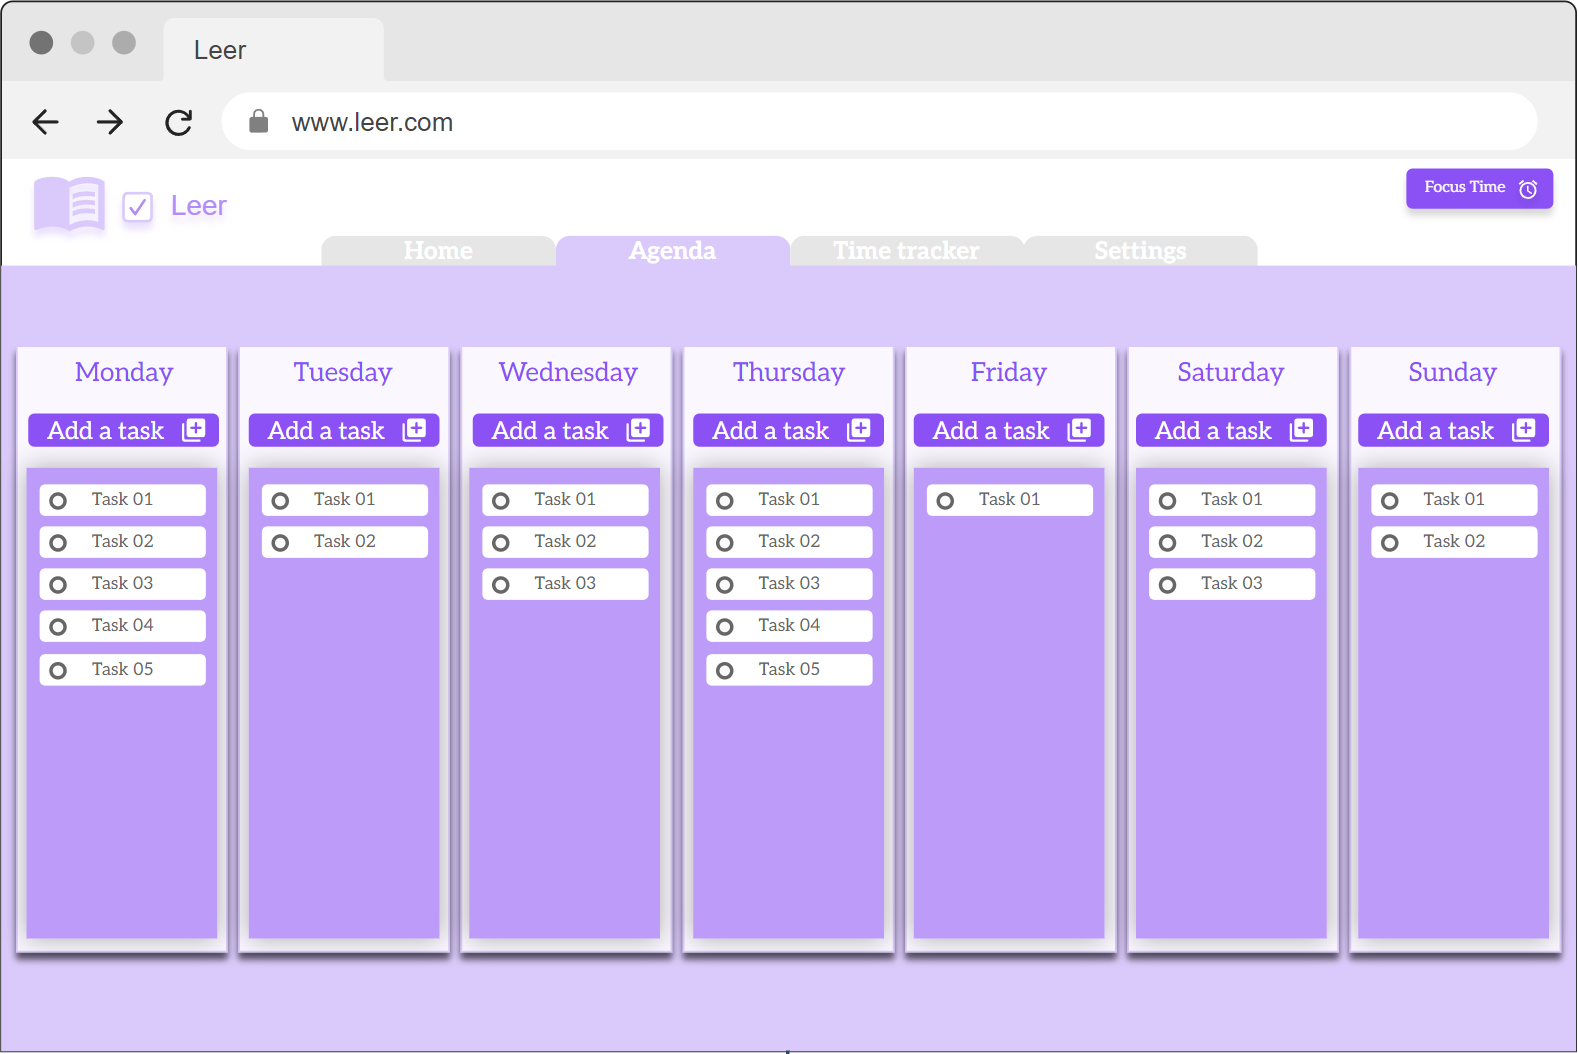 Leer
www.leer.com
Leer
Focus Time
Home Agenda Time tracker Settings
Monday Tuesday Wednesday Thursday Friday Saturday Sunday
Add a task Add a task Add a task Add a task Add a task Add a task Add a task
Task 01 Task 01 Task 01 Task 01 Task 01 Task 01 Task 01
Task 02 Task 02 Task 02 Task 02 Task 02 Task 02
Task 03 Task 03 Task 03 Task 03
Task 04 Task 04
Task 05 Task 05